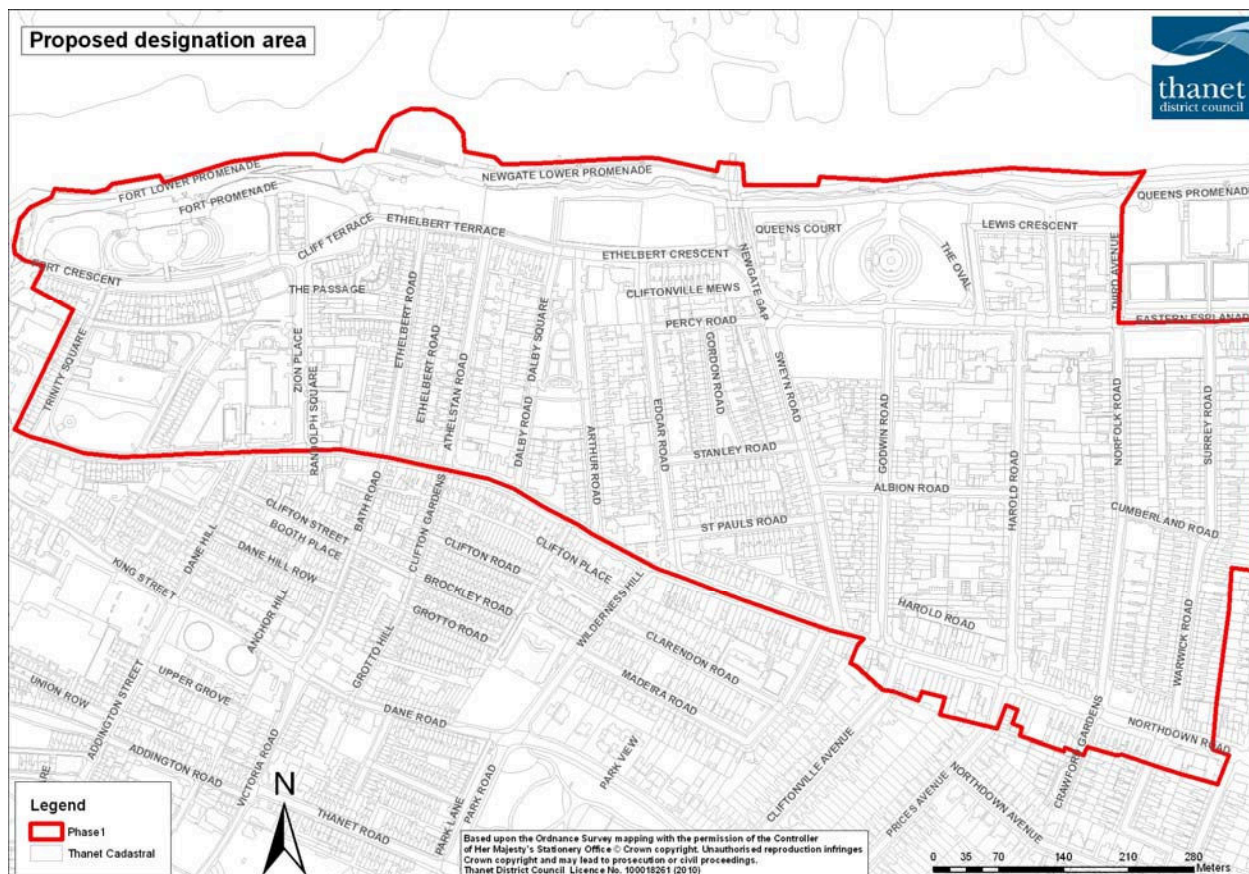 Proposed designation area
thanet
district council
FORT LOWER PROMENADE
FORT PROMENADE
NEWGATE LOWER PROMENADE
QUEENS PROMENAD
CLIFF TERRACE
ETHELBERT TERRACE
QUEENS COURT
LEWIS CRESCENT
THIRD AVENUE
THE OVAL
FORT CRESCENT
ETHELBERT CRESCENT
NEWGATE GAP
THE PASSAGE
CLIFTONVILLE MEWS
EASTERN ESPLANAD
PERCY ROAD
TRINITY SQUARE
ZION PLACE
RANDOLPH SQUARE
ETHELBERT ROAD
ETHELBERT ROAD
ATHELSTAN ROAD
DALBY SQUARE
DALBY ROAD
ARTHUR ROAD
EDGAR ROAD
GORDON ROAD
SWEYN ROAD
STANLEY ROAD
GODWIN ROAD
ALBION ROAD
HAROLD ROAD
NORFOLK ROAD
SURREY ROAD
CUMBERLAND ROAD
ST PAULS ROAD
BATH ROAD
CLIFTON GARDENS
CLIFTON STREET
BOOTH PLACE
DANE HILL
DANE HILL ROW
KING STREET
CLIFTON ROAD
CLIFTON PLACE
BROCKLEY ROAD
GROTTO ROAD
WILDERNESS HILL
HAROLD ROAD
WARWICK ROAD
ANCHOR HILL
GROTTO HILL
CLARENDON ROAD
MADEIRA ROAD
UPPER GROVE
UNION ROW
ADDINGTON STREET
DANE ROAD
NORTHDOWN ROAD
CRAWFORD GARDENS
ADDINGTON ROAD
VICTORIA ROAD
PARK VIEW
CLIFTONVILLE AVENUE
PRICES AVENUE
NORTHDOWN AVENUE
THANET ROAD
PARK LANE
PARK ROAD
ARE
Legend
Phase1
Thanet Cadastral
N
Based upon the Ordnance Survey mapping with the permission of the Controller
of Her Majesty's Stationery Office © Crown copyright. Unauthorised reproduction infringes
Crown copyright and may lead to prosecution or civil proceedings.
Thanet District Council Licence No. 100018261 (2010)
0 35 70 140 210 280
Meters